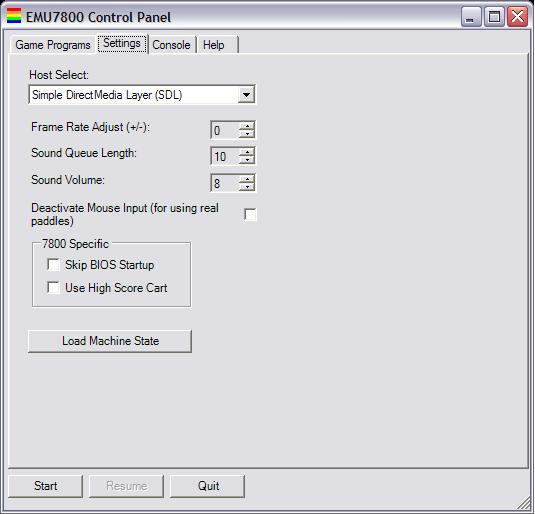 EMU7800 Control Panel
Game Programs Settings Console Help
Host Select:
Simple DirectMedia Layer (SDL)
Frame Rate Adjust (+/-): 0
Sound Queue Length: 10
Sound Volume: 8
Deactivate Mouse Input (for using real
paddles)
7800 Specific
Skip BIOS Startup
Use High Score Cart
Load Machine State
Start Resume Quit